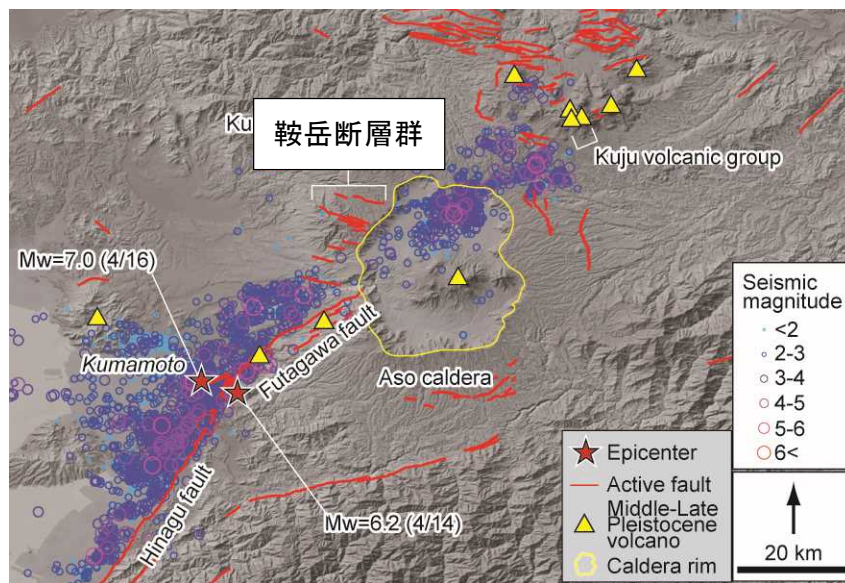 Ku
鞍岳断層群
Kuju volcanic group
Mw=7.0 (4/16)
Kumamoto
Futagawa fault
Aso caldera
Hinagu fault
Mw=6.2 (4/14)
Seismic
magnitude
<2
2-3
3-4
4-5
5-6
6<
Epicenter
Active fault
Middle-Late
Pleistocene
volcano
Caldera rim
20 km